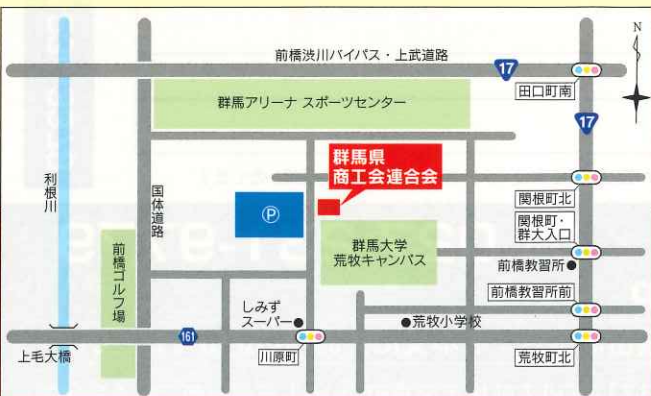 前橋渋川バイパス・上武道路
17
N
田口町南
17
群馬アリーナ スポーツセンター
群馬県
商工会連合会
利根川
国体道路
P
関根町北
関根町・
群大入口
群馬大学
荒牧キャンパス
前橋ゴルフ場
前橋教習所
前橋教習所前
しみず
スーパー
荒牧小学校
161
上毛大橋
川原町
荒牧町北